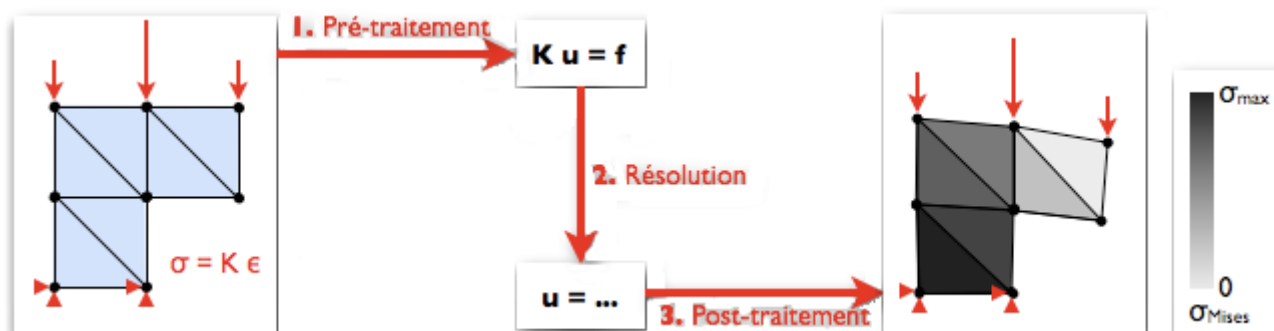 1. Pré-traitement
K u = f
2. Résolution
σ = K ϵ
u = ...
3. Post-traitement
σmax
0
σMises